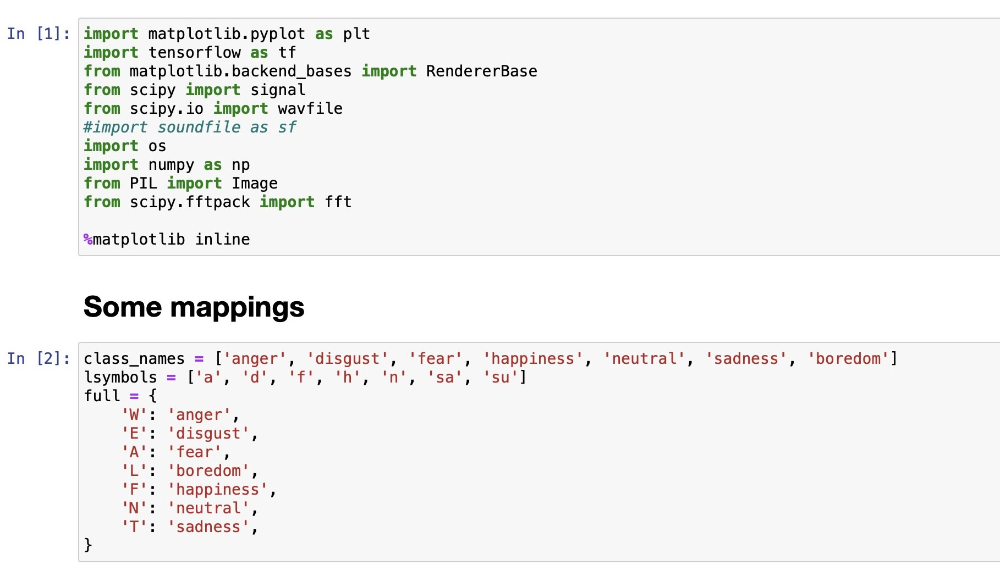 In [1]:
import matplotlib.pyplot as plt
import tensorflow as tf
from matplotlib.backend_bases import RendererBase
from scipy import signal
from scipy.io import wavfile
#import soundfile as sf
import os
import numpy as np
from PIL import Image
from scipy.fftpack import fft

%matplotlib inline
Some mappings
In [2]:
class_names = ['anger', 'disgust', 'fear', 'happiness', 'neutral', 'sadness', 'boredom']
lsymbols = ['a', 'd', 'f', 'h', 'n', 'sa', 'su']
full = {
    'W': 'anger',
    'E': 'disgust',
    'A': 'fear',
    'L': 'boredom',
    'F': 'happiness',
    'N': 'neutral',
    'T': 'sadness',
}